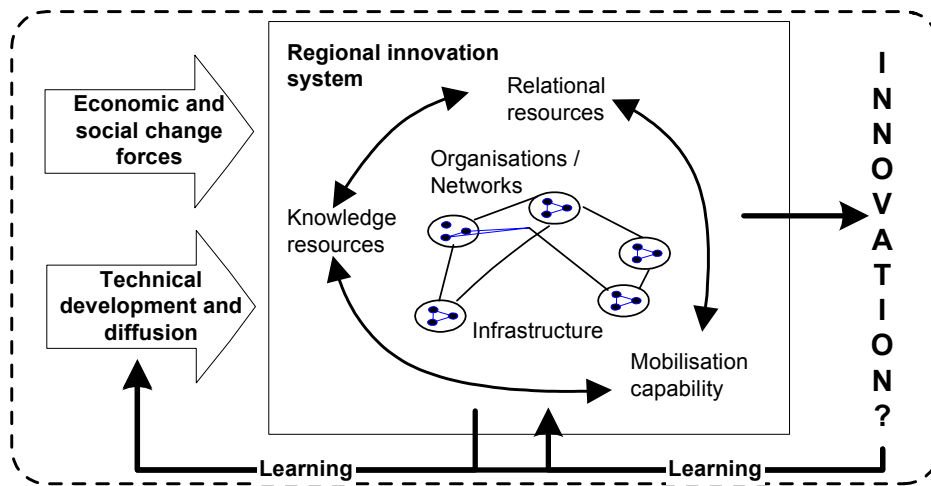 Regional innovation
system
Economic and
social change
forces
Technical
development and
diffusion
Relational
resources
Organisations /
Networks
Knowledge
resources
Infrastructure
Mobilisation
capability
INNOVATION?
Learning
Learning